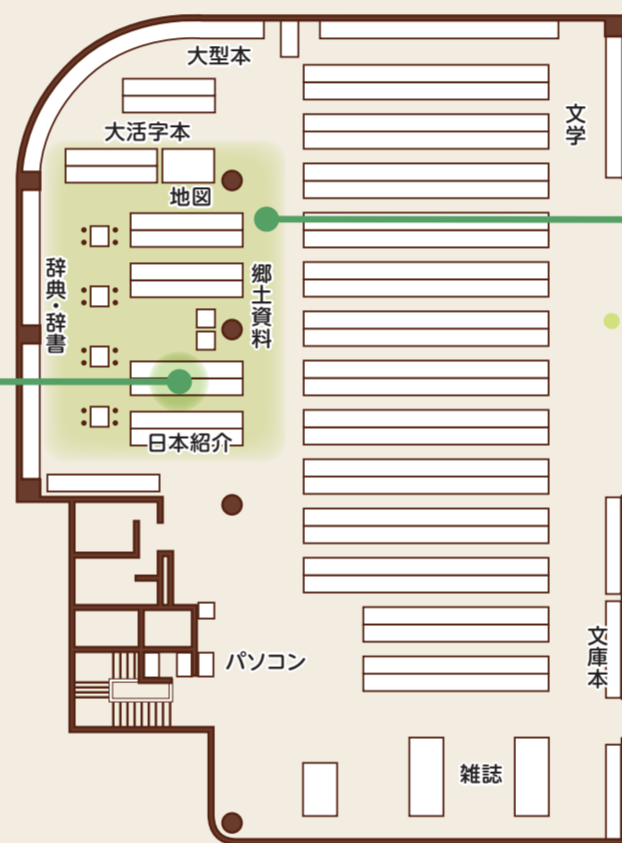 大型本
大活字本
地図
文学
辞典・辞書
郷土資料
日本紹介
パソコン
文庫本
雑誌